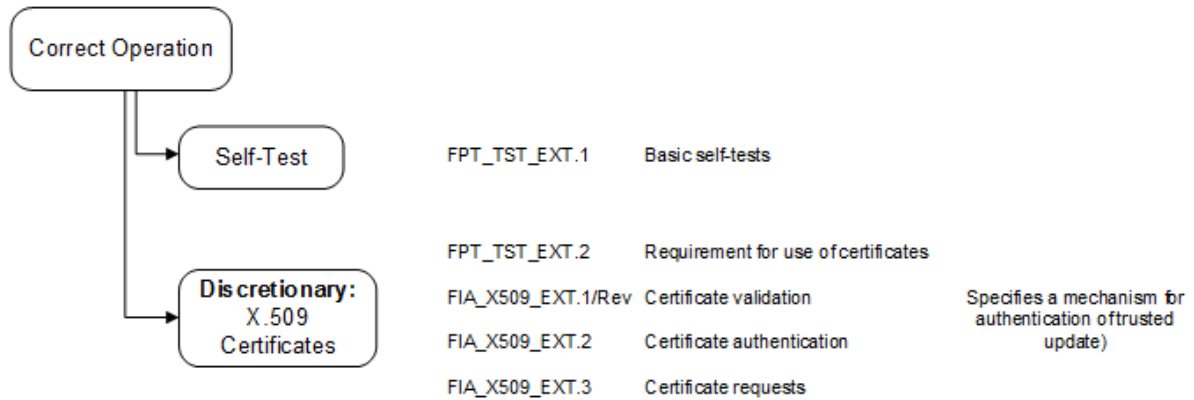 Correct Operation
Self-Test
FPT_TST_EXT.1 Basic self-tests
FPT_TST_EXT.2 Requirement for use of certificates
Discretionary:
X.509
Certificates
FIA_X509_EXT.1/Rev Certificate validation
FIA_X509_EXT.2 Certificate authentication
FIA_X509_EXT.3 Certificate requests
Specifies a mechanism for
authentication of trusted
update)